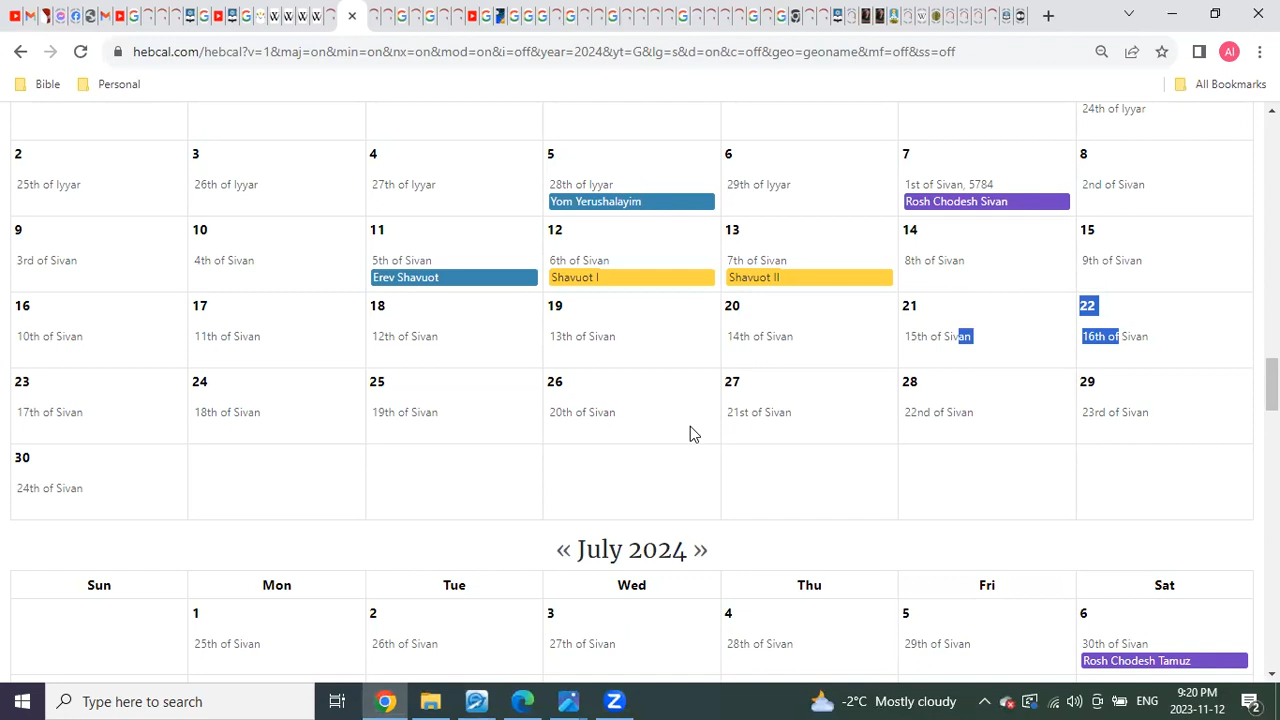 hebcal.com/hebcal?v=1&maj=on&min=on&nx=on&mod=on&i=off&year=2024&yt=G&lg=s&d=on&c=off&geo=geoname&mf=off&ss=off
AI
Bible
Personal
All Bookmarks
24th of Iyyar
2 3 4 5 6 7 8
25th of Iyyar 26th of Iyyar 27th of Iyyar 28th of Iyyar 29th of Iyyar 1st of Sivan, 5784 2nd of Sivan
Yom Yerushalayim Rosh Chodesh Sivan
9 10 11 12 13 14 15
3rd of Sivan 4th of Sivan 5th of Sivan 6th of Sivan 7th of Sivan 8th of Sivan 9th of Sivan
Erev Shavuot Shavuot I Shavuot II
16 17 18 19 20 21 22
10th of Sivan 11th of Sivan 12th of Sivan 13th of Sivan 14th of Sivan 15th of Sivan 16th of Sivan
23 24 25 26 27 28 29
17th of Sivan 18th of Sivan 19th of Sivan 20th of Sivan 21st of Sivan 22nd of Sivan 23rd of Sivan
30
24th of Sivan
« July 2024 »
Sun Mon Tue Wed Thu Fri Sat
1 2 3 4 5 6
25th of Sivan 26th of Sivan 27th of Sivan 28th of Sivan 29th of Sivan 30th of Sivan
Rosh Chodesh Tamuz
Type here to search
-2°C Mostly cloudy
ENG
9:20 PM
2023-11-12
2